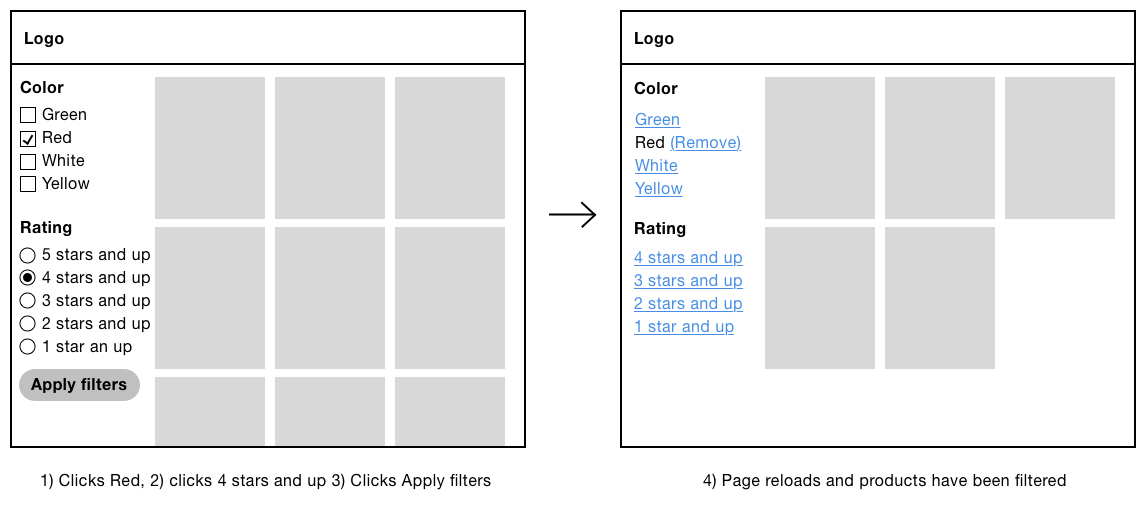 Logo
Color
Green
Red
White
Yellow
Rating
5 stars and up
4 stars and up
3 stars and up
2 stars and up
1 star an up
Apply filters
1) Clicks Red, 2) clicks 4 stars and up 3) Clicks Apply filters
Logo
Color
Green
Red (Remove)
White
Yellow
Rating
4 stars and up
3 stars and up
2 stars and up
1 star and up
4) Page reloads and products have been filtered